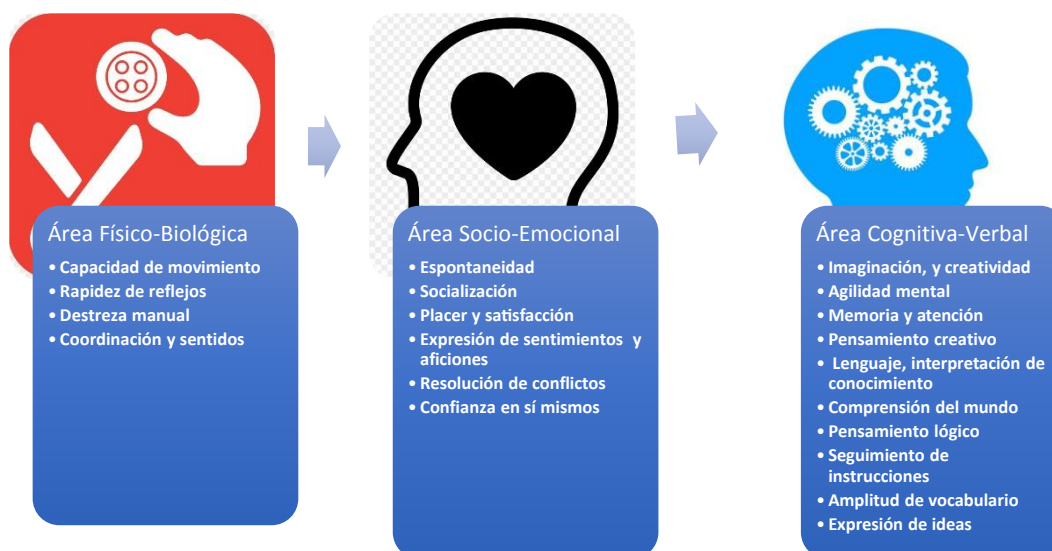 Área Físico-Biológica
• Capacidad de movimiento
• Rapidez de reflejos
• Destreza manual
• Coordinación y sentidos
Área Socio-Emocional
• Espontaneidad
• Socialización
• Placer y satisfacción
• Expresión de sentimientos y
aficiones
• Resolución de conflictos
• Confianza en sí mismos
Área Cognitiva-Verbal
• Imaginación, y creatividad
• Agilidad mental
• Memoria y atención
• Pensamiento creativo
• Lenguaje, interpretación de
conocimiento
• Comprensión del mundo
• Pensamiento lógico
• Seguimiento de
instrucciones
• Amplitud de vocabulario
• Expresión de ideas